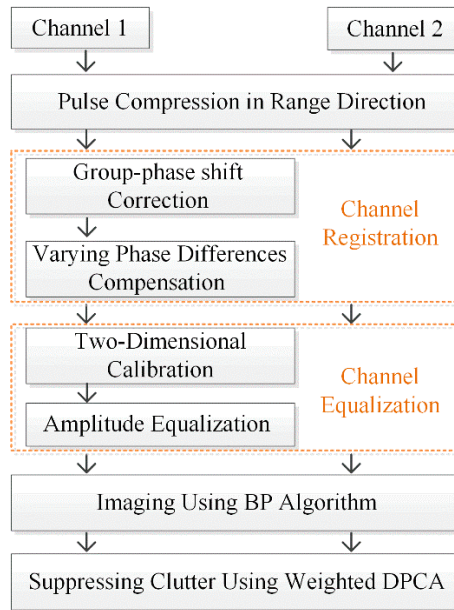 Channel 1
Channel 2
Pulse Compression in Range Direction
Group-phase shift
Correction
Varying Phase Differences
Compensation
Channel
Registration
Two-Dimensional
Calibration
Amplitude Equalization
Channel
Equalization
Imaging Using BP Algorithm
Suppressing Clutter Using Weighted DPCA